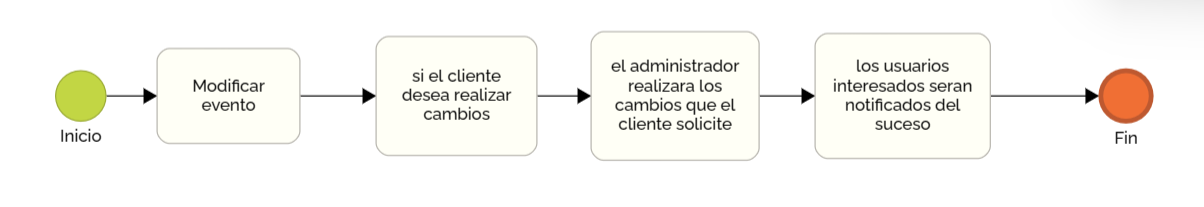 Inicio
Modificar
evento
si el cliente
desea realizar
cambios
el administrador
realizara los
cambios que el
cliente solicite
los usuarios
interesados seran
notificados del
suceso
Fin